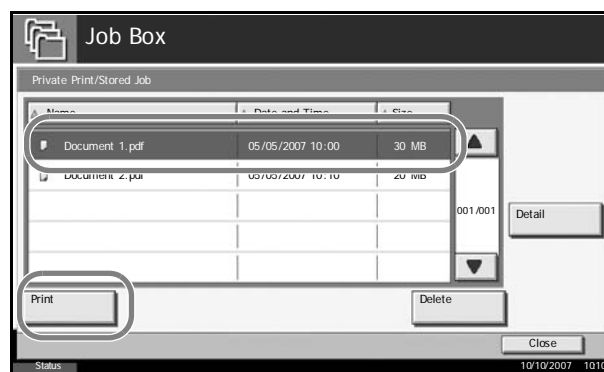 Job Box
Private Print/Stored Job
Name Date and Time Size
Document 1.pdf 05/05/2007 10:00 30 MB
Document 2.pdf 05/05/2007 10:10 20 MB
001/001
Detail
Print Delete
Close
Status 10/10/2007 10:10